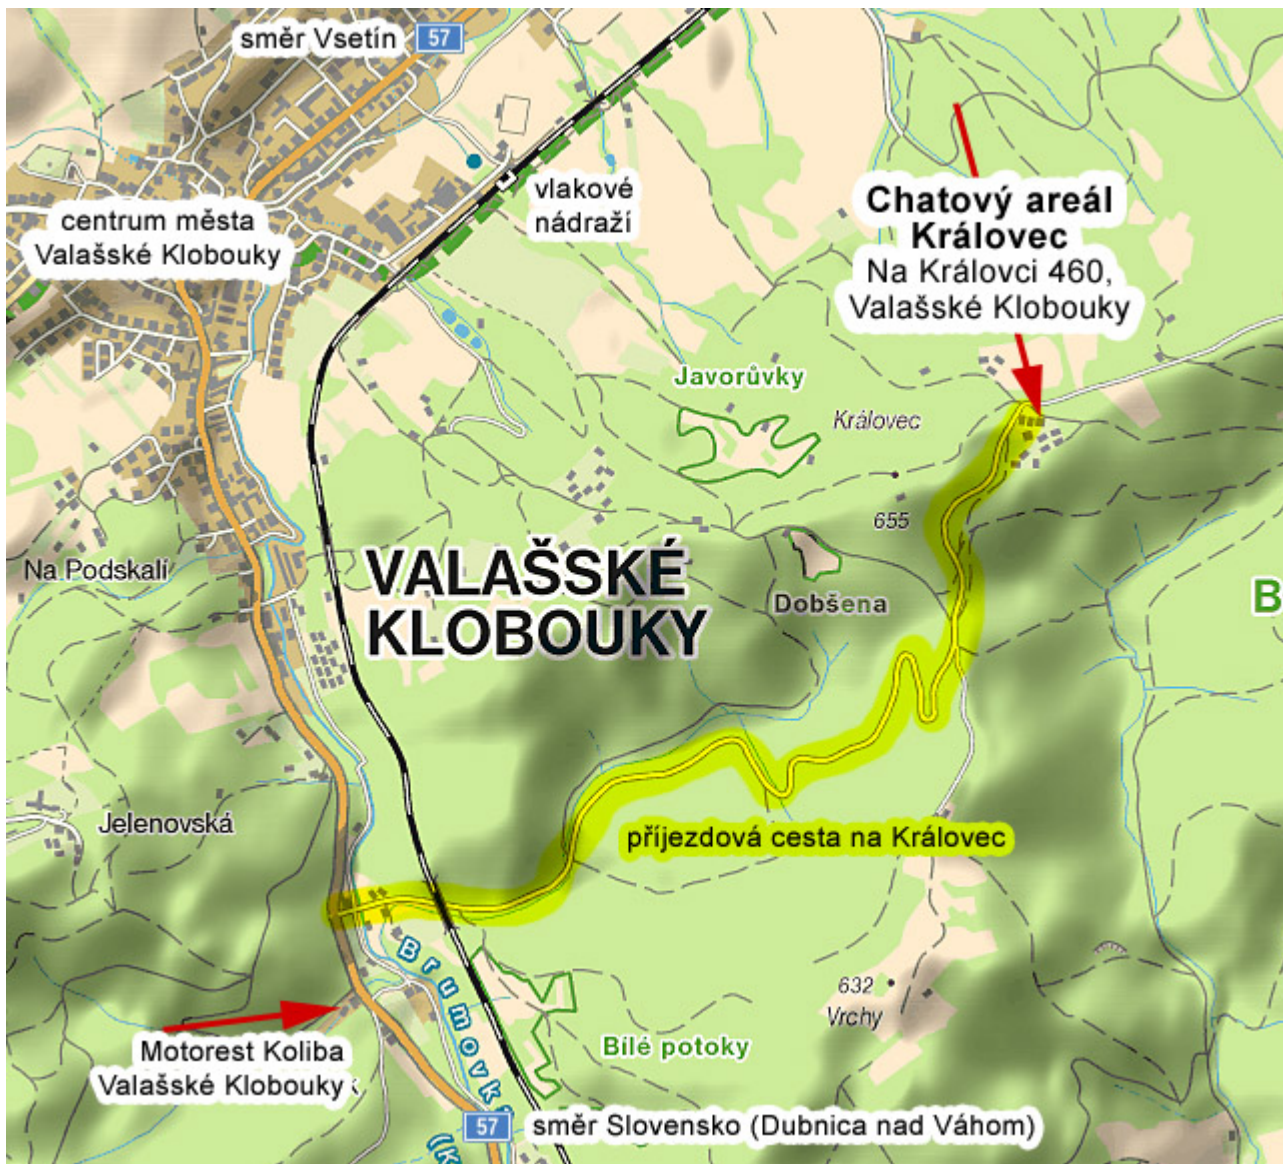 směr Vsetín 57
vlakové
nádraží
centrum města
Valašské Klobouky
Chatový areál
Královec
Na Královci 460,
Valašské Klobouky
Javorůvky
Královec
655
Na Podskalí
VALAŠSKÉ
KLOBOUKY
Dobšena
B
Jelenovská
příjezdová cesta na Královec
Brumovk
632
Vrchy
Motorest Koliba
Valašské Klobouky
Bílé potoky
57 směr Slovensko (Dubnica nad Váhom)
(k